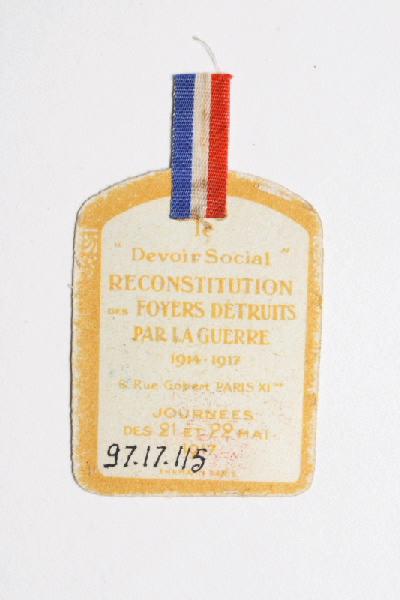 le
"Devoir Social"
RECONSTITUTION
DES FOYERS DÉTRUITS
PAR LA GUERRE
1914-1917
6 Rue Gobert PARIS XIme
JOURNÉES
DES 21 ET 22 MAI
1917
97.17.115